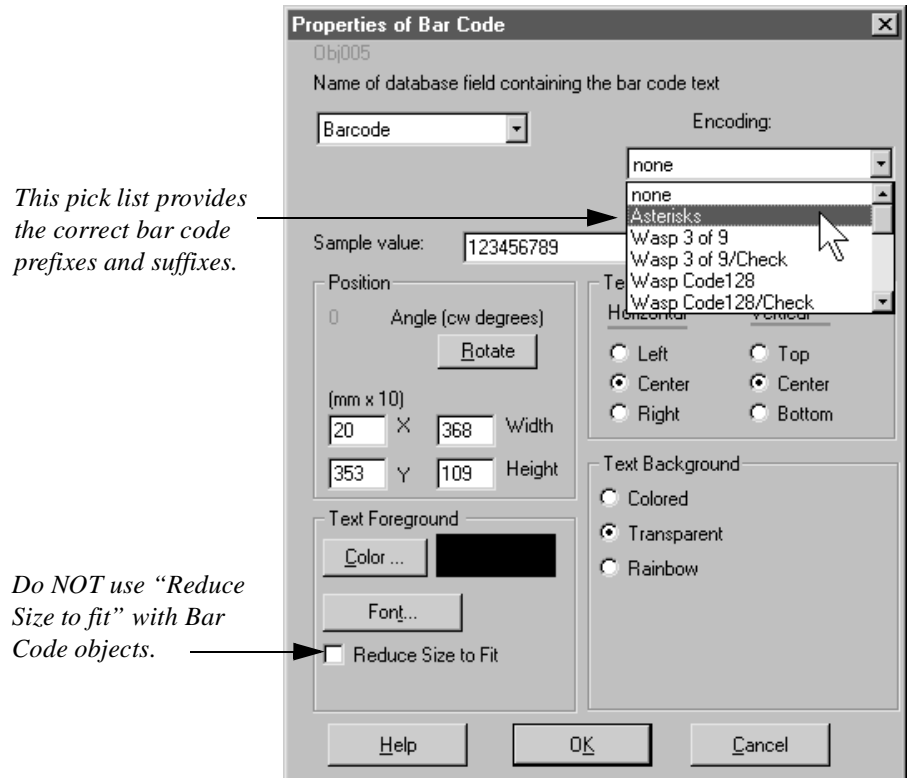 Properties of Bar Code
Obj005
Name of database field containing the bar code text
Barcode
Encoding:
none
none
Asterisks
Wasp 3 of 9
Wasp 3 of 9/Check
Wasp Code128
Wasp Code128/Check
This pick list provides
the correct bar code
prefixes and suffixes.
Sample value:
123456789
Position
0 Angle (cw degrees)
Rotate
(mm x 10)
20 X 368 Width
353 Y 109 Height
Te
Horizontal Vertical
Left Top
Center Center
Right Bottom
Text Background
Colored
Transparent
Rainbow
Text Foreground
Color ...
Font...
Reduce Size to Fit
Do NOT use “Reduce
Size to fit” with Bar
Code objects.
Help OK Cancel